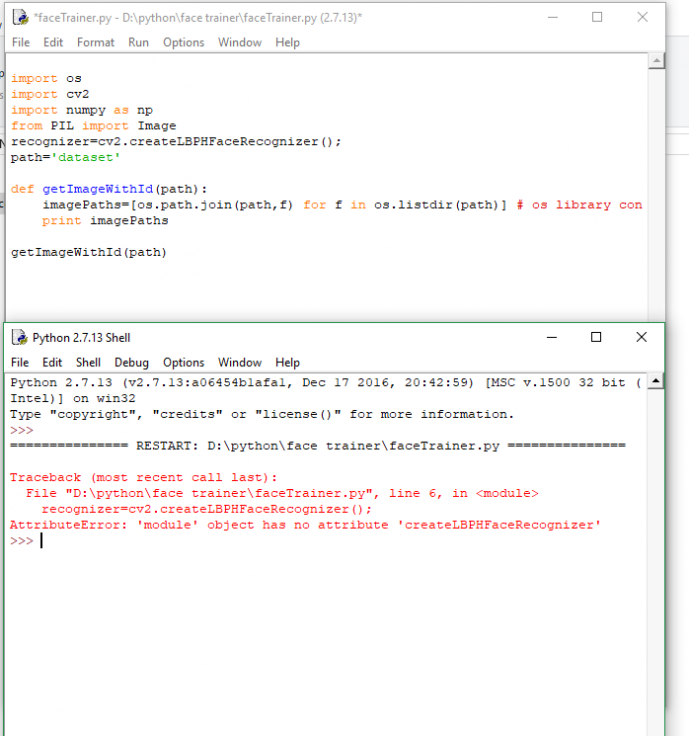 *faceTrainer.py - D:\python\face trainer\faceTrainer.py (2.7.13)*
File Edit Format Run Options Window Help
import os
import cv2
import numpy as np
from PIL import Image
recognizer=cv2.createLBPHFaceRecognizer();
path='dataset'
def getImageWithId(path):
imagePaths=[os.path.join(path,f) for f in os.listdir(path)] # os library con
print imagePaths
getImageWithId(path)
Python 2.7.13 Shell
File Edit Shell Debug Options Window Help
Python 2.7.13 (v2.7.13:a06454b1afa1, Dec 17 2016, 20:42:59) [MSC v.1500 32 bit (
Intel)] on win32
Type "copyright", "credits" or "license()" for more information.
>>>
=============== RESTART: D:\python\face trainer\faceTrainer.py ===============
Traceback (most recent call last):
File "D:\python\face trainer\faceTrainer.py", line 6, in <module>
recognizer=cv2.createLBPHFaceRecognizer();
AttributeError: 'module' object has no attribute 'createLBPHFaceRecognizer'
>>>